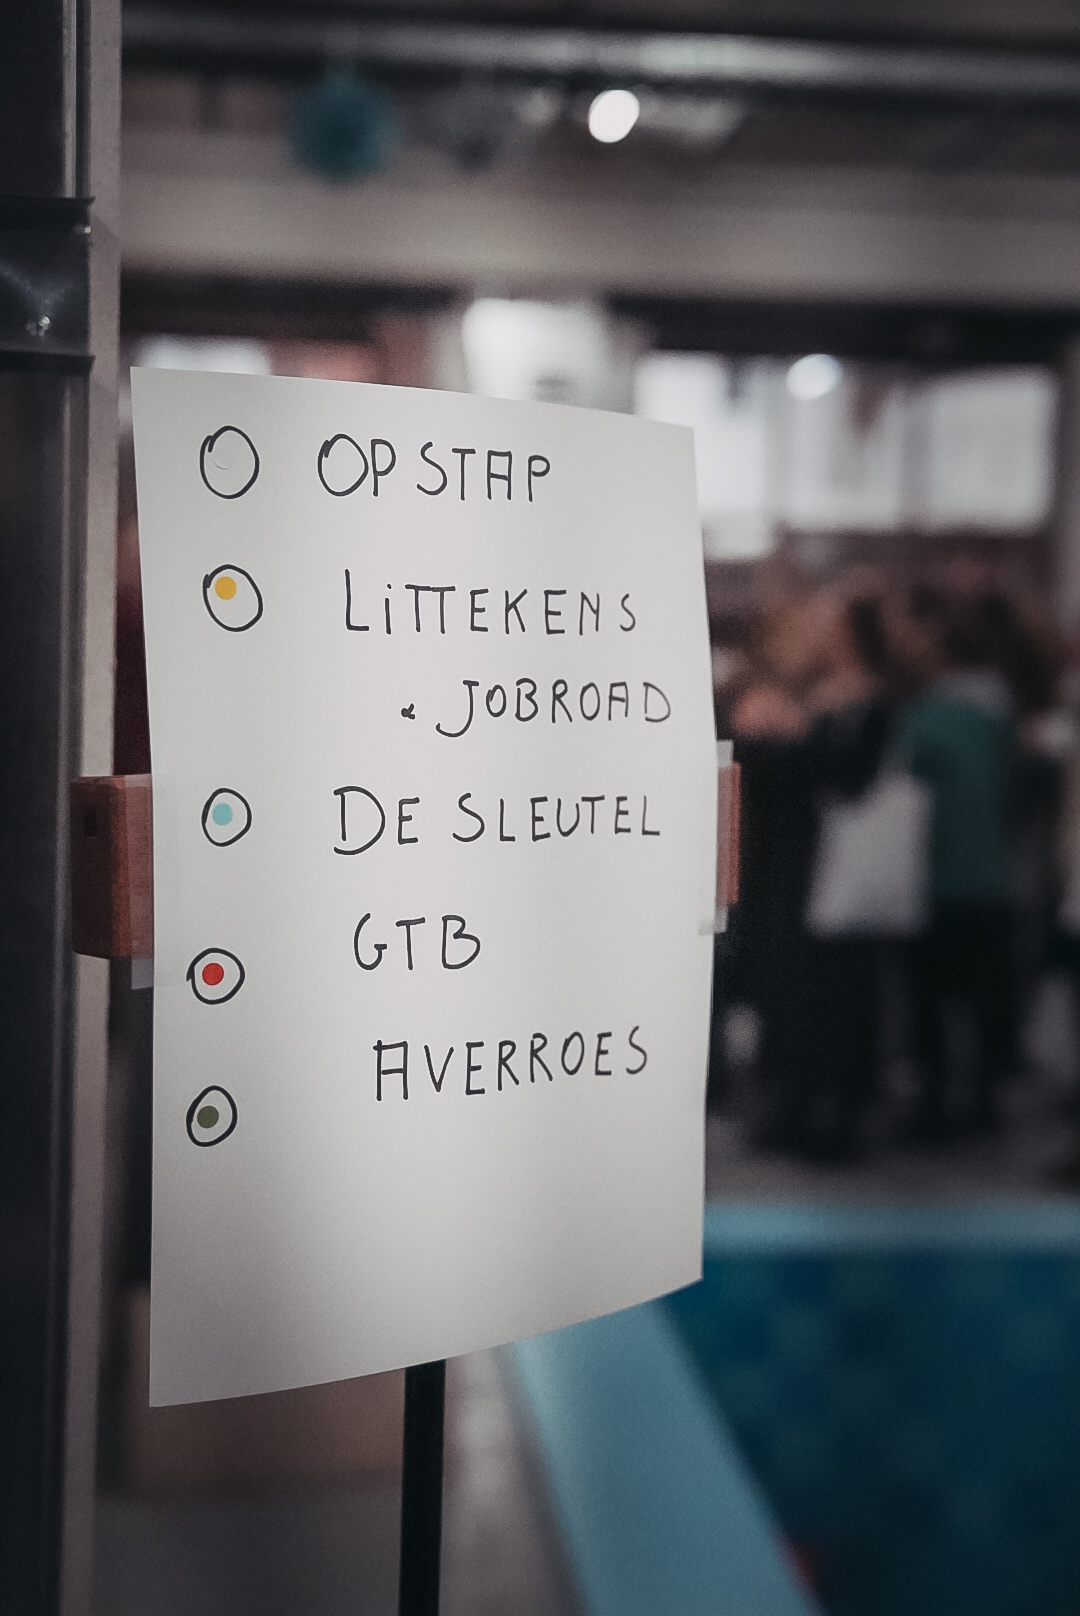 OP STAP
LiTTEKENS
& JOBROAD
DE SLEUTEL
GTB
AVERROES